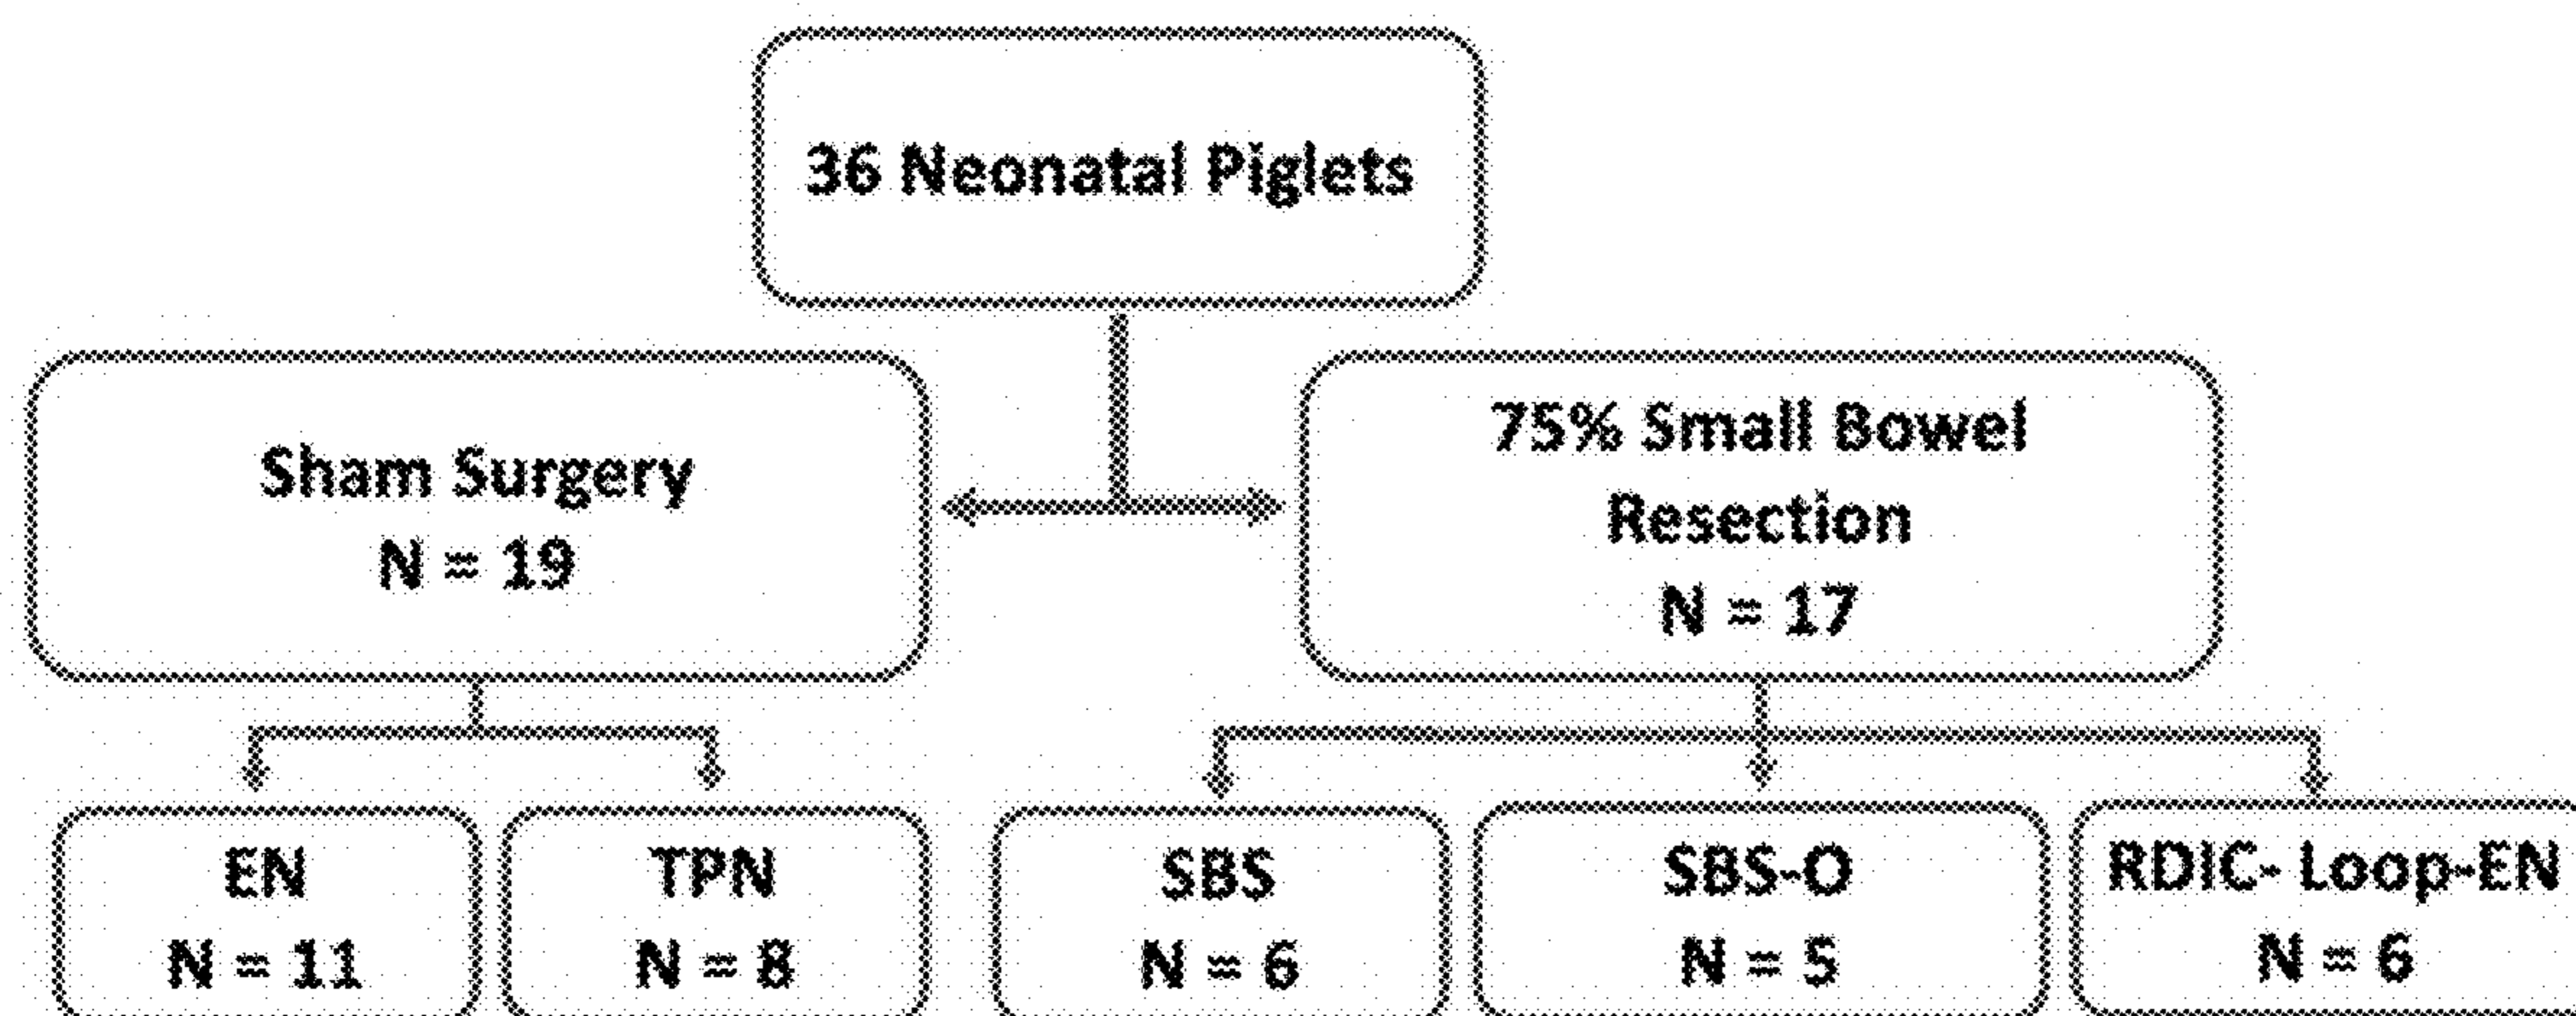 36 Neonatal Piglets
Sham Surgery
N = 19
75% Small Bowel
Resection
N = 17
EN
N = 11
TPN
N = 8
SBS
N = 6
SBS-O
N = 5
RDIC- Loop-EN
N = 6